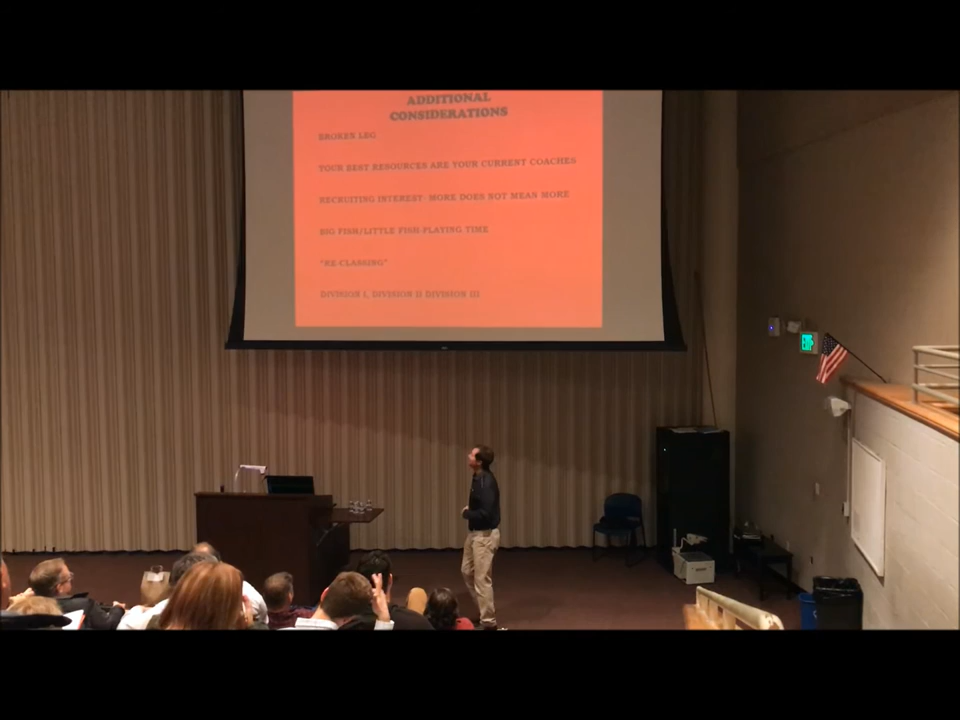 ADDITIONAL
CONSIDERATIONS
BROKEN LEG
YOUR BEST RESOURCES ARE YOUR CURRENT COACHES
RECRUITING INTEREST: MORE DOES NOT MEAN MORE
BIG FISH/LITTLE FISH-PLAYING TIME
"RE-CLASSING"
DIVISION I, DIVISION II DIVISION III